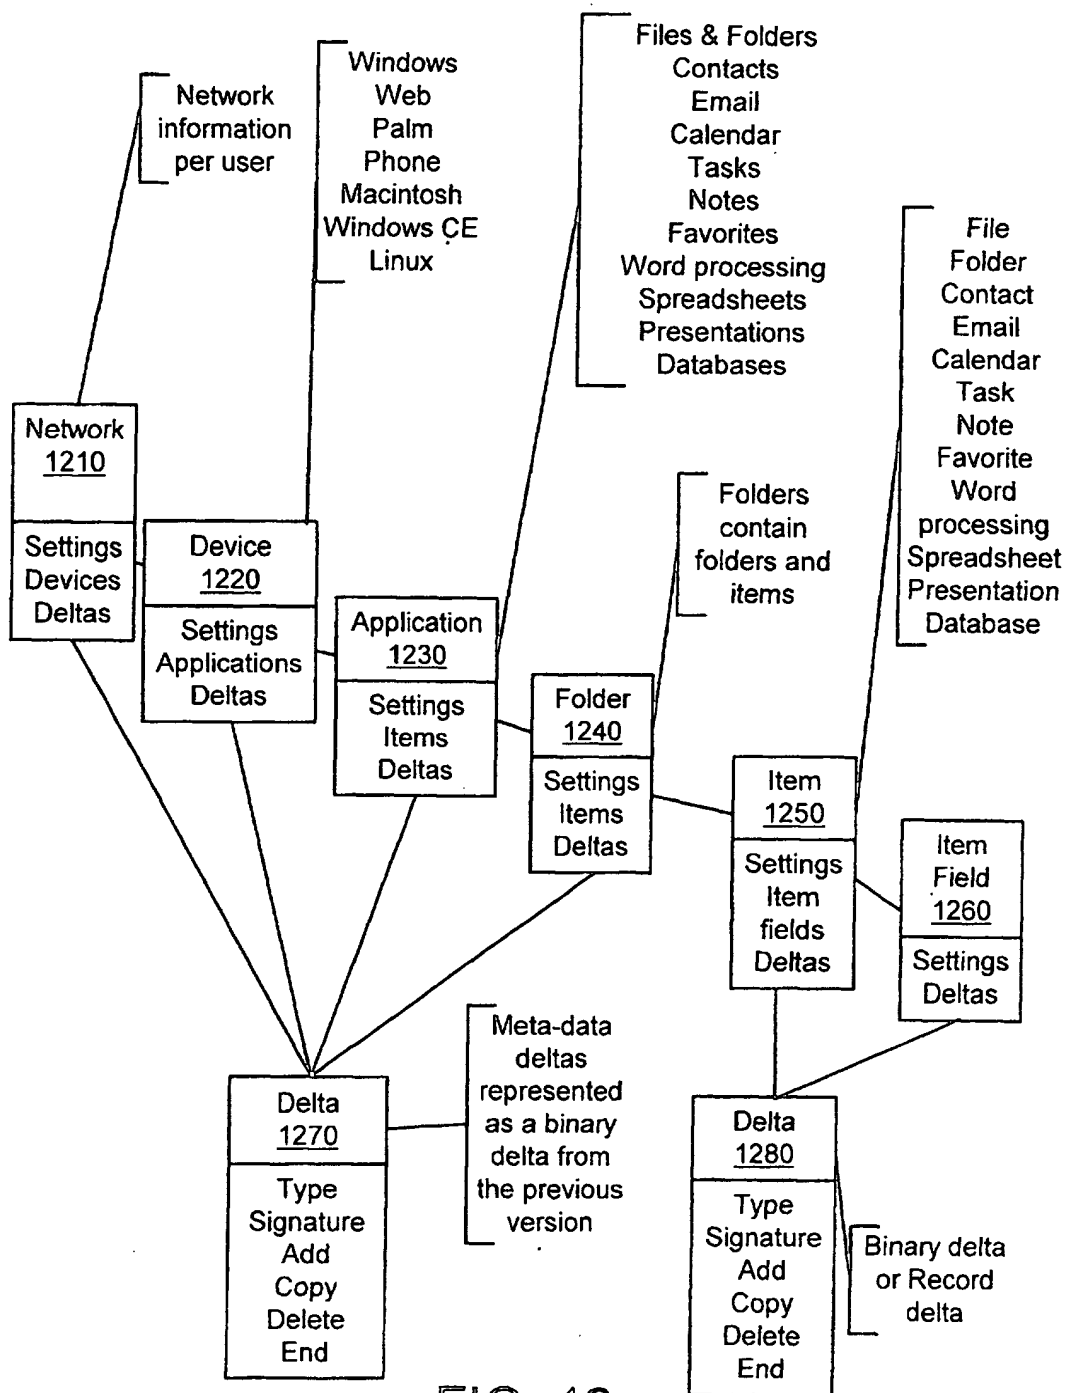 Network
information
per user
Windows
Web
Palm
Phone
Macintosh
Windows CE
Linux
Files & Folders
Contacts
Email
Calendar
Tasks
Notes
Favorites
Word processing
Spreadsheets
Presentations
Databases
File
Folder
Contact
Email
Calendar
Task
Note
Favorite
Word
processing
Spreadsheet
Presentation
Database
Folders
contain
folders and
items
Network
1210
Settings
Devices
Deltas
Device
1220
Settings
Applications
Deltas
Application
1230
Settings
Items
Deltas
Folder
1240
Settings
Items
Deltas
Item
1250
Settings
Item
fields
Deltas
Item
Field
1260
Settings
Deltas
Delta
1270
Type
Signature
Add
Copy
Delete
End
Meta-data
deltas
represented
as a binary
delta from
the previous
version
Delta
1280
Type
Signature
Add
Copy
Delete
End
Binary delta
or Record
delta